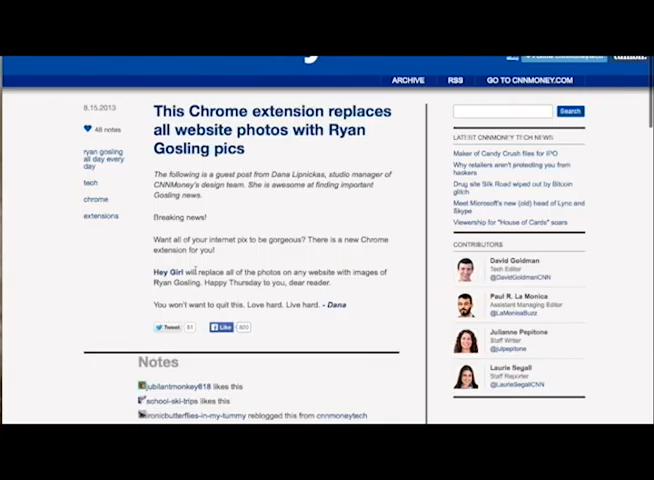 ARCHIVE
RSS
GO TO CNNMONEY.COM
8.15.2013
48 notes
ryan gosling
all day every
day
tech
chrome
extensions
This Chrome extension replaces
all website photos with Ryan
Gosling pics
The following is a guest post from Dana Lipnickas, studio manager of
CNNMoney's design team. She is awesome at finding important
Gosling news.
Breaking news!
Want all of your internet pix to be gorgeous? There is a new Chrome
extension for you!
Hey Girl will replace all of the photos on any website with images of
Ryan Gosling. Happy Thursday to you, dear reader.
You won't want to quit this. Love hard. Live hard. - Dana
Tweet 51
Like 820
Notes
jubilantmonkey618 likes this
school-ski-trips likes this
ironicbutterflies-in-my-tummy reblogged this from cnnmoneytech
Search
LATEST CNNMONEY TECH NEWS
Maker of Candy Crush files for IPO
Why retailers aren't protecting you from
hackers
Drug site Silk Road wiped out by Bitcoin
glitch
Meet Microsoft's new (old) head of Lync and
Skype
Viewership for "House of Cards" soars
CONTRIBUTORS
David Goldman
Tech Editor
@DavidGoldmanCNN
Paul R. La Monica
Assistant Managing Editor
@LaMonicaBuzz
Julianne Pepitone
Staff Writer
@julpepitone
Laurie Segall
Staff Reporter
@LaurieSegallCNN